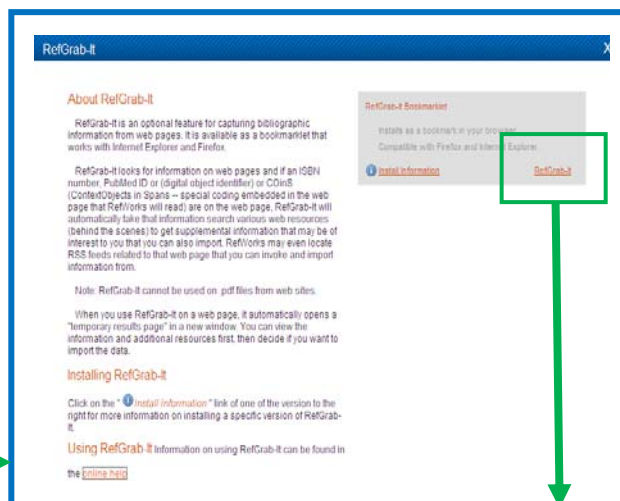 RefGrab-It
X
About RefGrab-It
RefGrab-It is an optional feature for capturing bibliographic
information from web pages. It is available as a bookmarklet that
works with Internet Explorer and Firefox.
RefGrab-It looks for information on web pages and if an ISBN
number, PubMed ID or (digital object identifier) or COinS
(ContextObjects in Spans -- special coding embedded in the web
page that RefWorks will read) are on the web page, RefGrab-It will
automatically take that information search various web resources
(behind the scenes) to get supplemental information that may be of
interest to you that you can also import. RefWorks may even locate
RSS feeds related to that web page that you can invoke and import
information from.
Note: RefGrab-It cannot be used on .pdf files from web sites.
When you use RefGrab-It on a web page, it automatically opens a
"temporary results page" in a new window. You can view the
information and additional resources first, then decide if you want to
import the data.
Installing RefGrab-It
Click on the " Install Information " link of one of the version to the
right for more information on installing a specific version of RefGrab-
It.
Using RefGrab-It Information on using RefGrab-It can be found in
the online help
RefGrab-It Bookmarklet
Installs as a bookmark in your browser.
Compatible with Firefox and Internet Explorer.
Install Information RefGrab-It